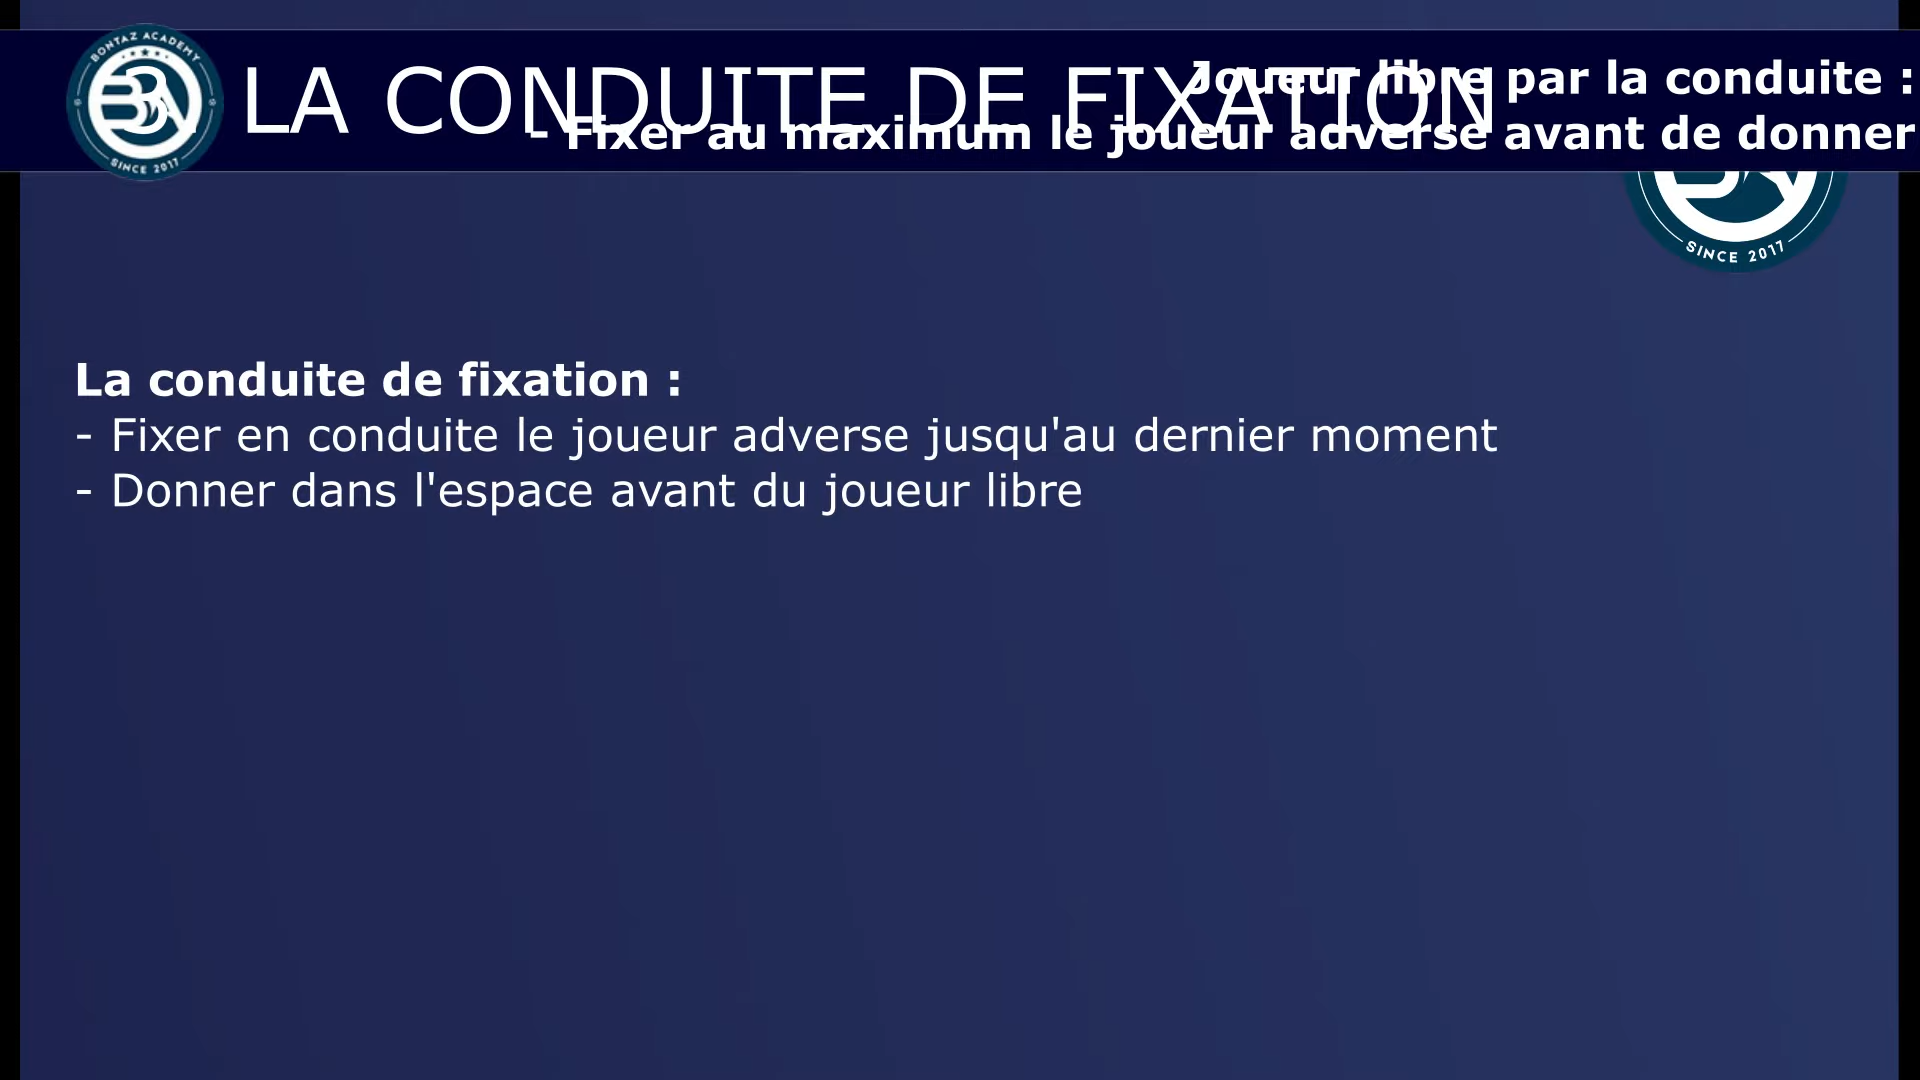 BONTAZ ACADEMY
BA
SINCE 2017
LA CONDUITE DE FIXATION
Joueur libre par la conduite :
- Fixer au maximum le joueur adverse avant de donner
SINCE 2017
La conduite de fixation :
- Fixer en conduite le joueur adverse jusqu'au dernier moment
- Donner dans l'espace avant du joueur libre